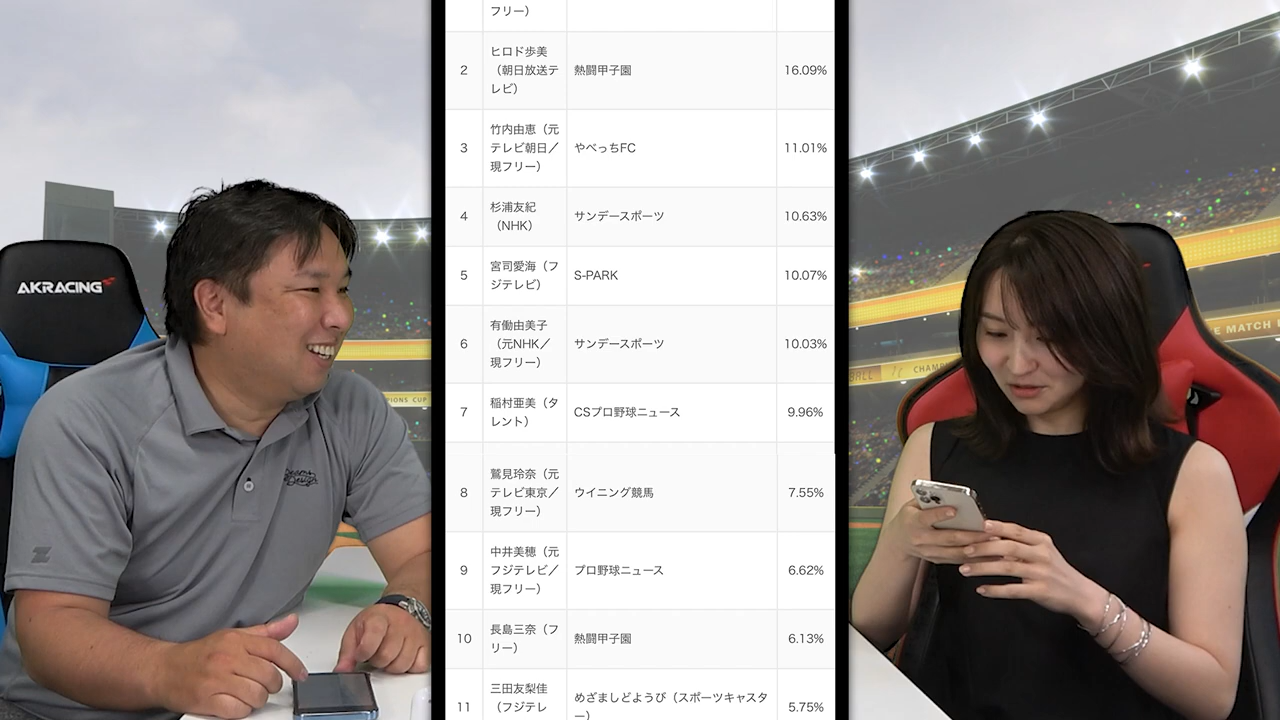 フリー）
2
ヒロド歩美
（朝日放送テ
レビ）
熱闘甲子園
16.09%
3
竹内由恵（元
テレビ朝日／
現フリー）
やべっちFC
11.01%
4
杉浦友紀
（NHK）
サンデースポーツ
10.63%
5
宮司愛海（フ
ジテレビ）
S-PARK
10.07%
6
有働由美子
（元NHK／
現フリー）
サンデースポーツ
10.03%
7
稲村亜美（タ
レント）
CSプロ野球ニュース
9.96%
8
鷲見玲奈（元
テレビ東京／
現フリー）
ウイニング競馬
7.55%
9
中井美穂（元
フジテレビ／
現フリー）
プロ野球ニュース
6.62%
10
長島三奈（フ
リー）
熱闘甲子園
6.13%
11
三田友梨佳
（フジテレ
めざましどようび（スポーツキャスタ
ー）
5.75%
AKRACING
Dreams
Design
IONS CUP
BALL
CHAMP
E MATCH